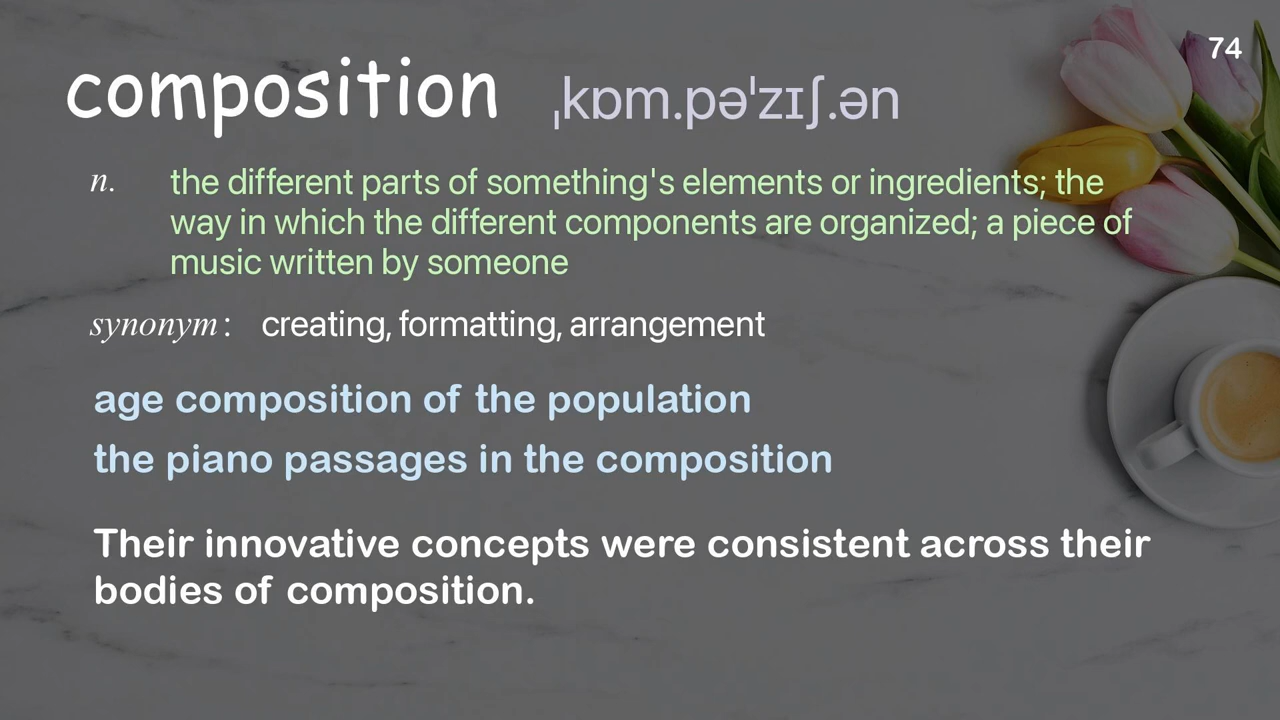 74
composition ˌkɒm.pəˈzɪʃ.ən
n. the different parts of something's elements or ingredients; the
way in which the different components are organized; a piece of
music written by someone
synonym: creating, formatting, arrangement
age composition of the population
the piano passages in the composition
Their innovative concepts were consistent across their
bodies of composition.